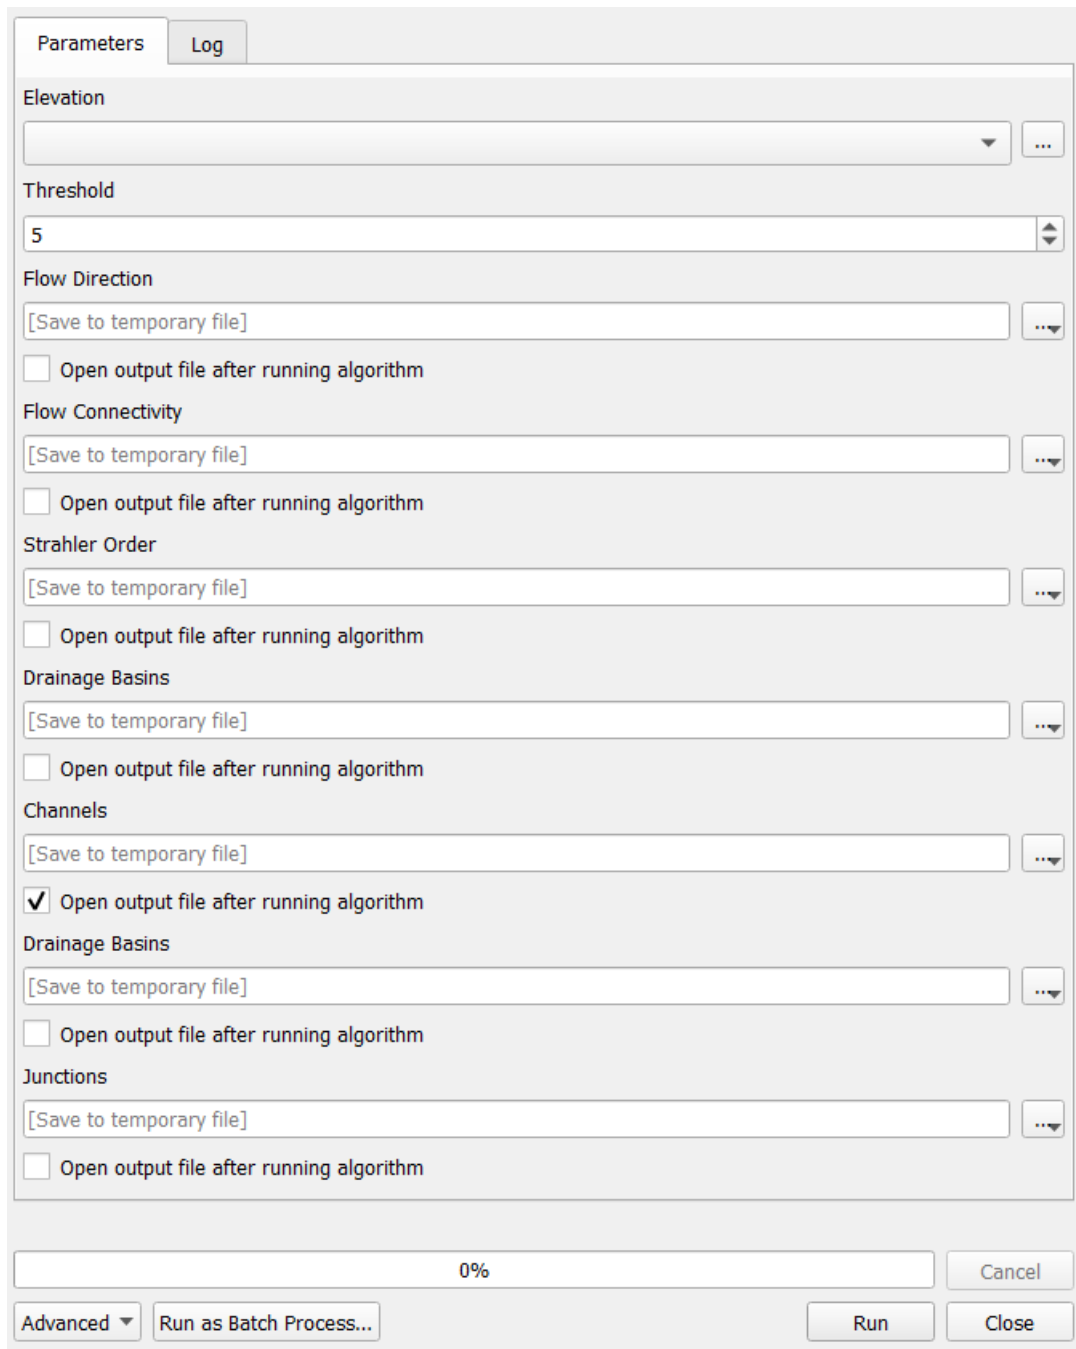 Parameters Log
Elevation
...
Threshold
5
Flow Direction
[Save to temporary file] ...
Open output file after running algorithm
Flow Connectivity
[Save to temporary file] ...
Open output file after running algorithm
Strahler Order
[Save to temporary file] ...
Open output file after running algorithm
Drainage Basins
[Save to temporary file] ...
Open output file after running algorithm
Channels
[Save to temporary file] ...
Open output file after running algorithm
Drainage Basins
[Save to temporary file] ...
Open output file after running algorithm
Junctions
[Save to temporary file] ...
Open output file after running algorithm
0% Cancel
Advanced Run as Batch Process... Run Close